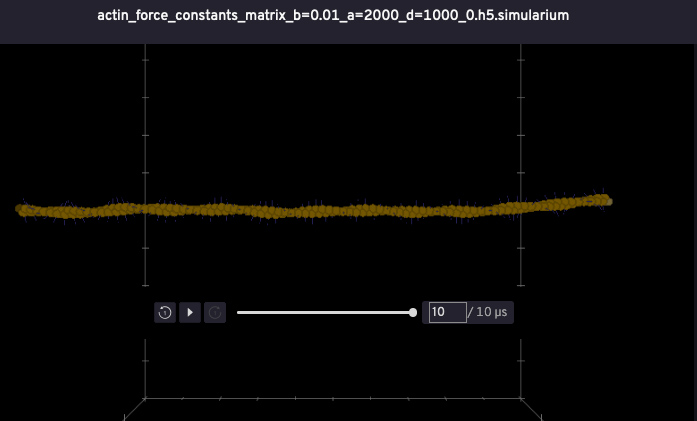 actin_force_constants_matrix_b=0.01_a=2000_d=1000_0.h5.simularium
10 / 10 µs